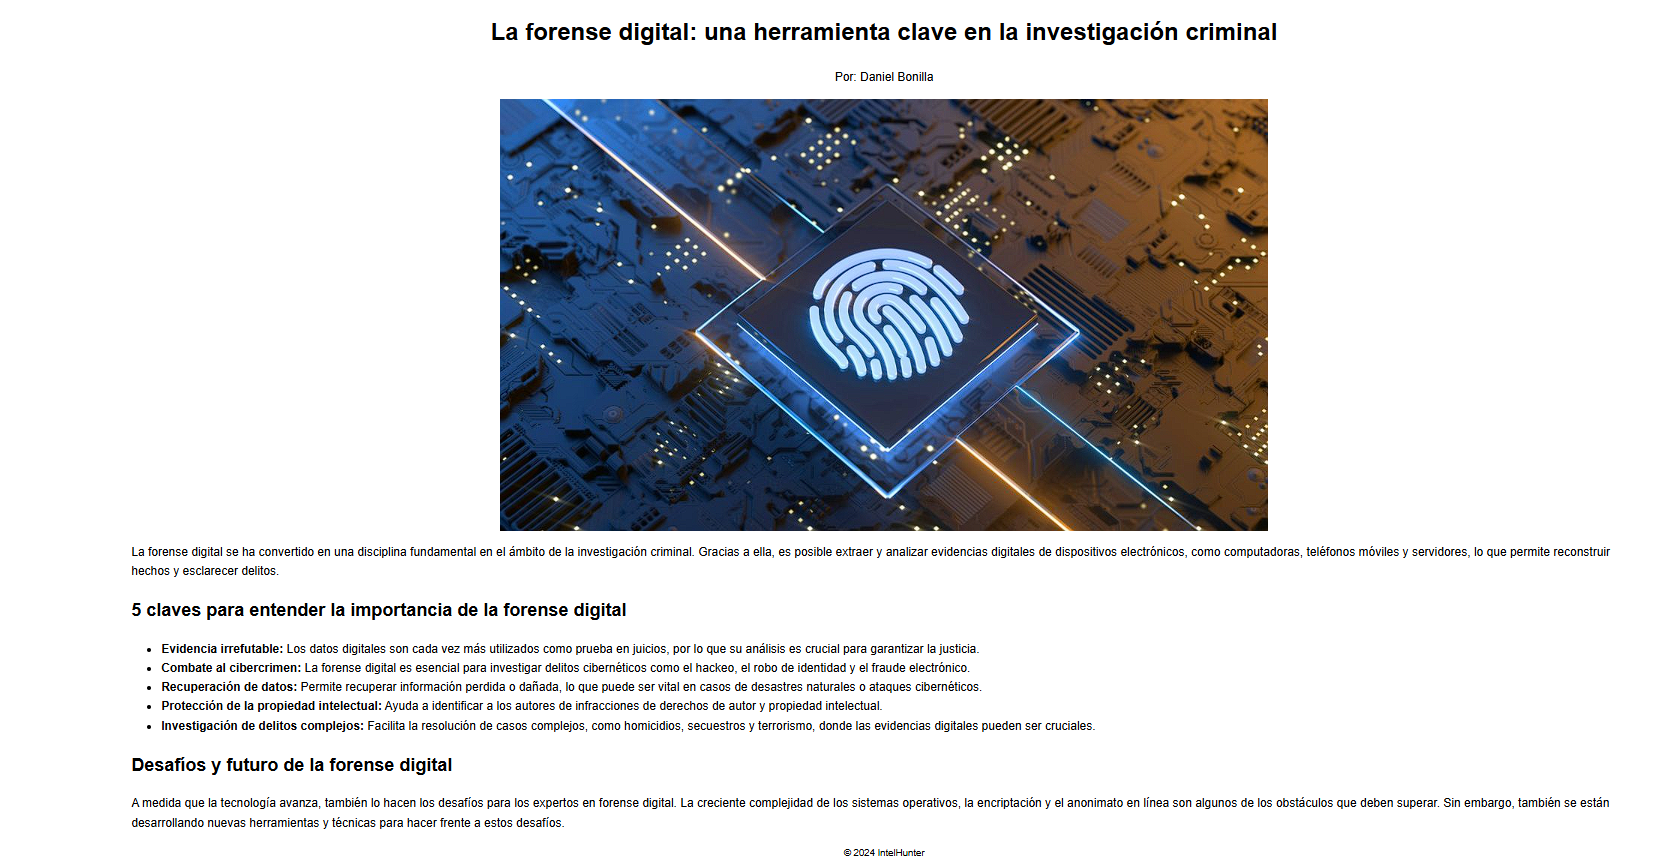 La forense digital: una herramienta clave en la investigación criminal
Por: Daniel Bonilla
La forense digital se ha convertido en una disciplina fundamental en el ámbito de la investigación criminal. Gracias a ella, es posible extraer y analizar evidencias digitales de dispositivos electrónicos, como computadoras, teléfonos móviles y servidores, lo que permite reconstruir
hechos y esclarecer delitos.
5 claves para entender la importancia de la forense digital
• Evidencia irrefutable: Los datos digitales son cada vez más utilizados como prueba en juicios, por lo que su análisis es crucial para garantizar la justicia.
• Combate al cibercrimen: La forense digital es esencial para investigar delitos cibernéticos como el hackeo, el robo de identidad y el fraude electrónico.
• Recuperación de datos: Permite recuperar información perdida o dañada, lo que puede ser vital en casos de desastres naturales o ataques cibernéticos.
• Protección de la propiedad intelectual: Ayuda a identificar a los autores de infracciones de derechos de autor y propiedad intelectual.
• Investigación de delitos complejos: Facilita la resolución de casos complejos, como homicidios, secuestros y terrorismo, donde las evidencias digitales pueden ser cruciales.
Desafíos y futuro de la forense digital
A medida que la tecnología avanza, también lo hacen los desafíos para los expertos en forense digital. La creciente complejidad de los sistemas operativos, la encriptación y el anonimato en línea son algunos de los obstáculos que deben superar. Sin embargo, también se están
desarrollando nuevas herramientas y técnicas para hacer frente a estos desafíos.
© 2024 IntelHunter